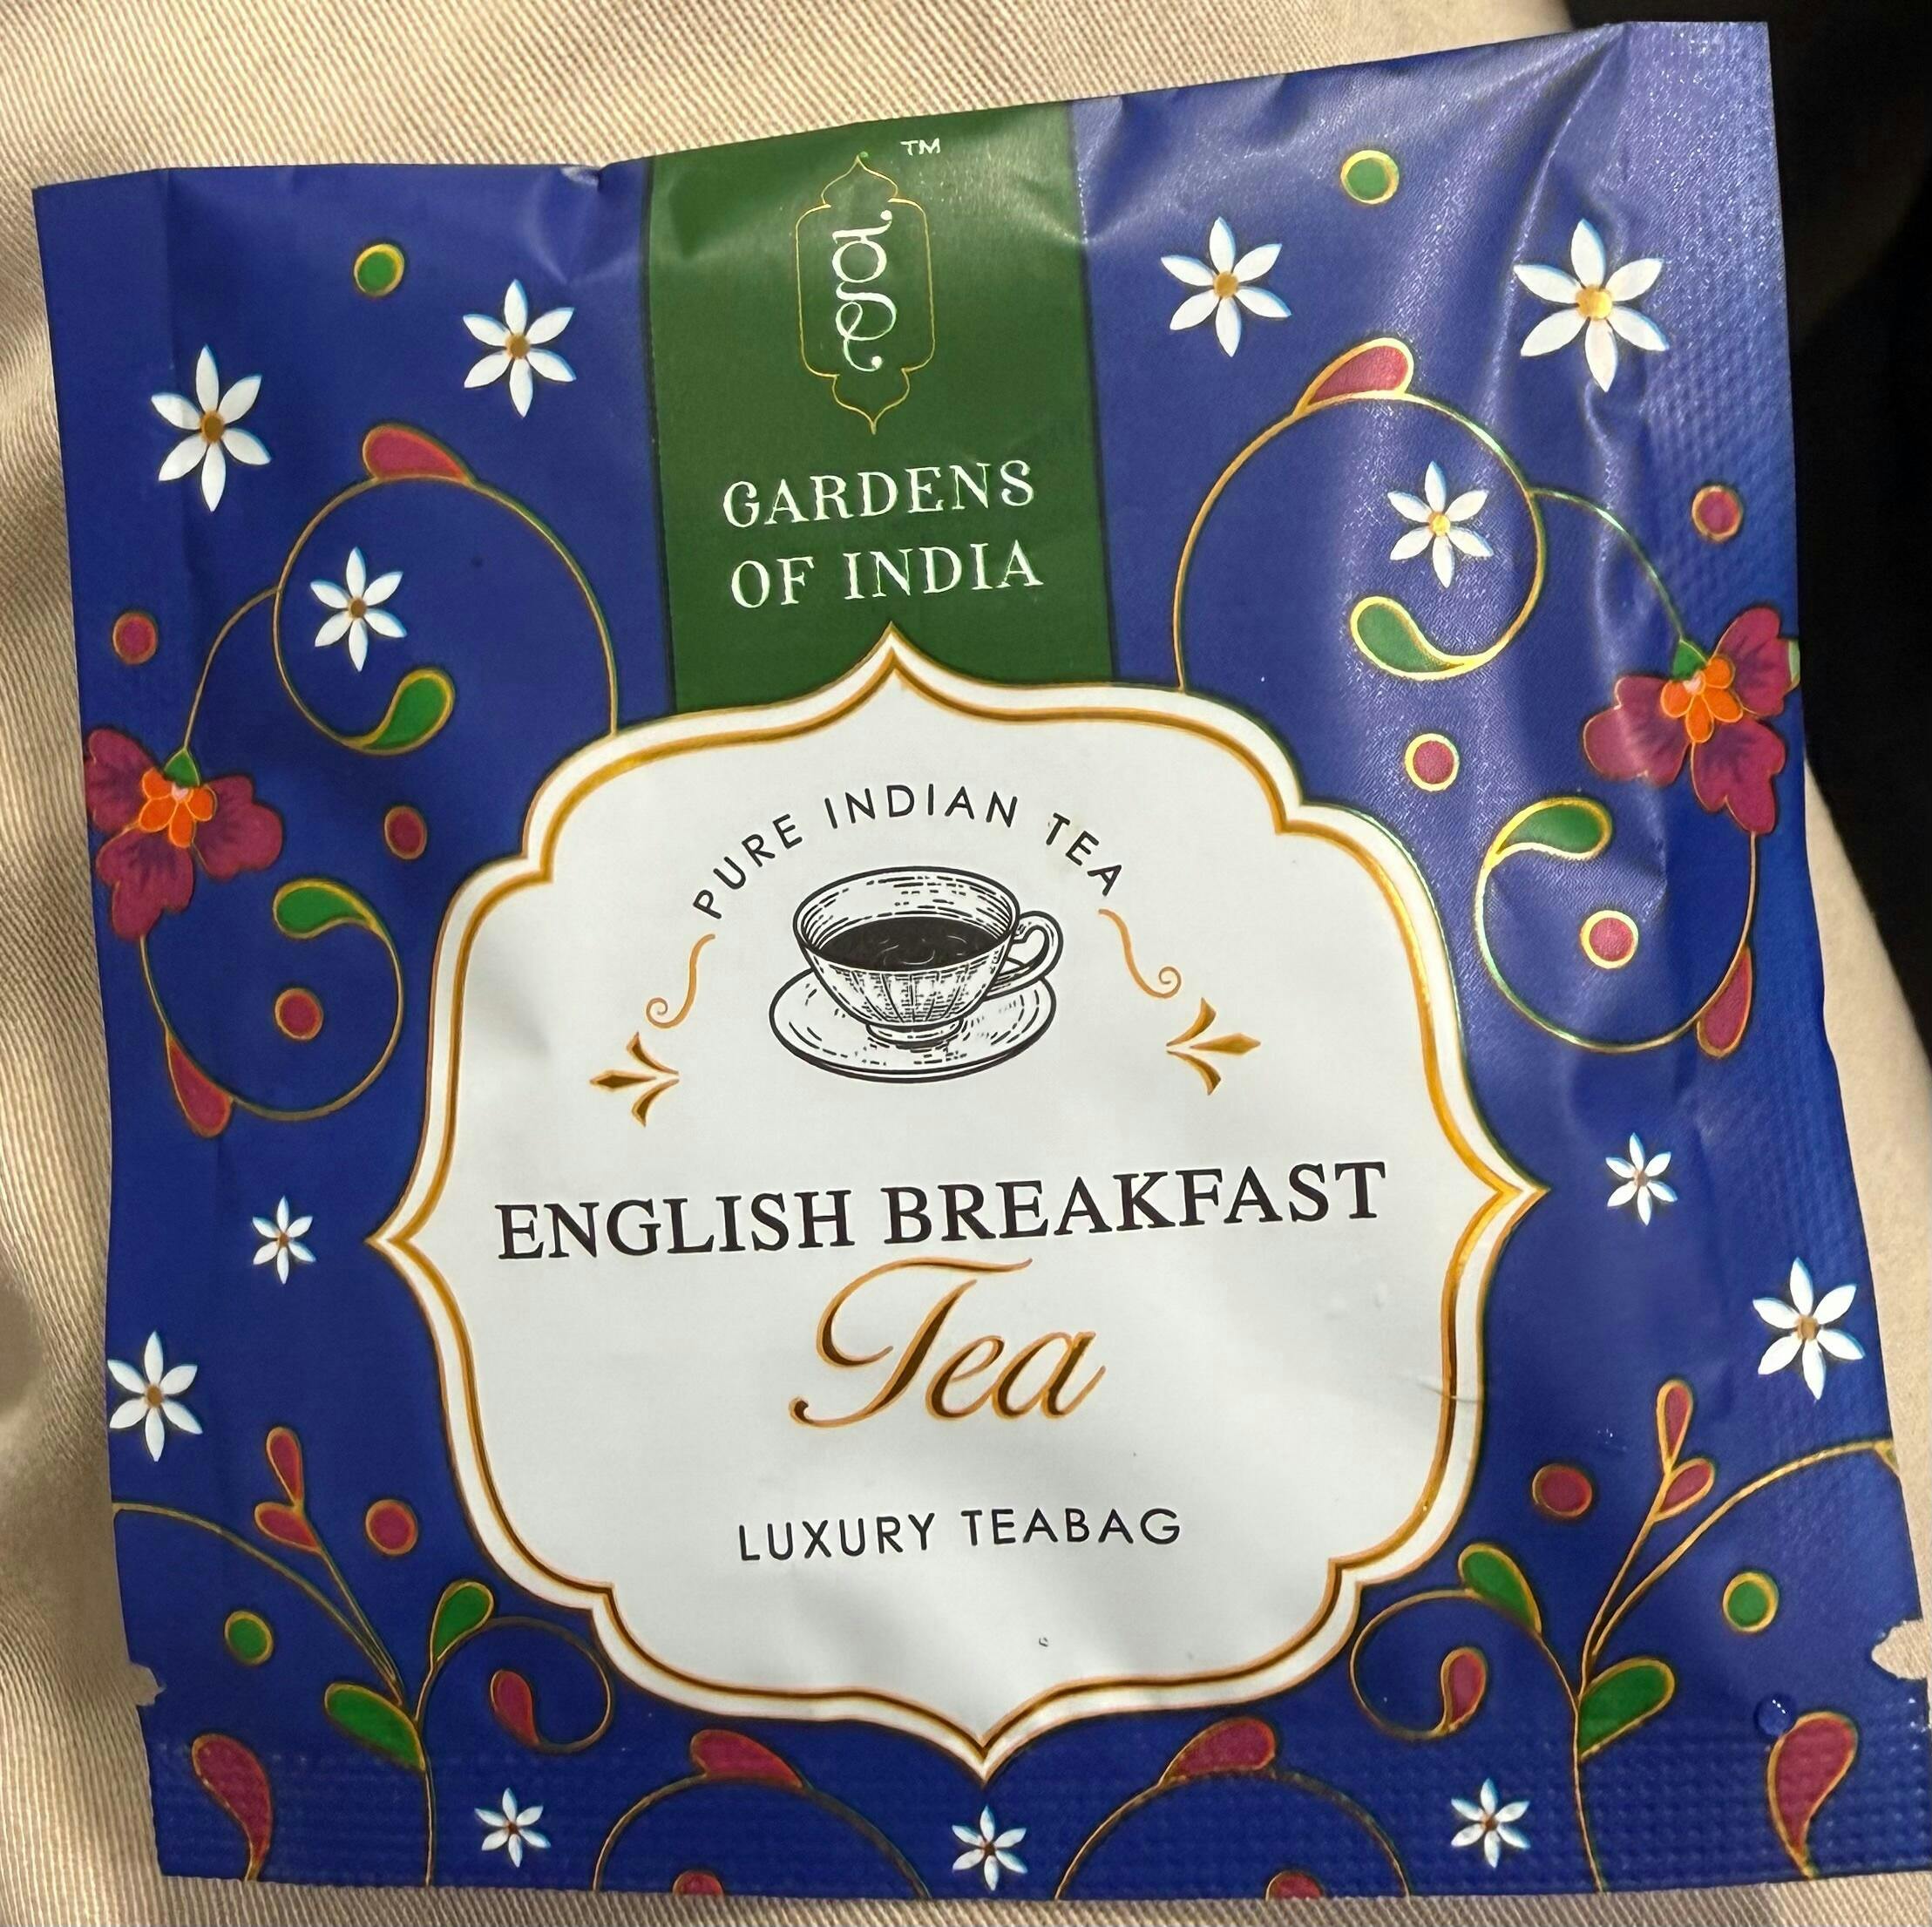 TM
GARDENS
OF INDIA
PURE INDIAN TEA
ENGLISH BREAKFAST
Tea
LUXURY TEABAG